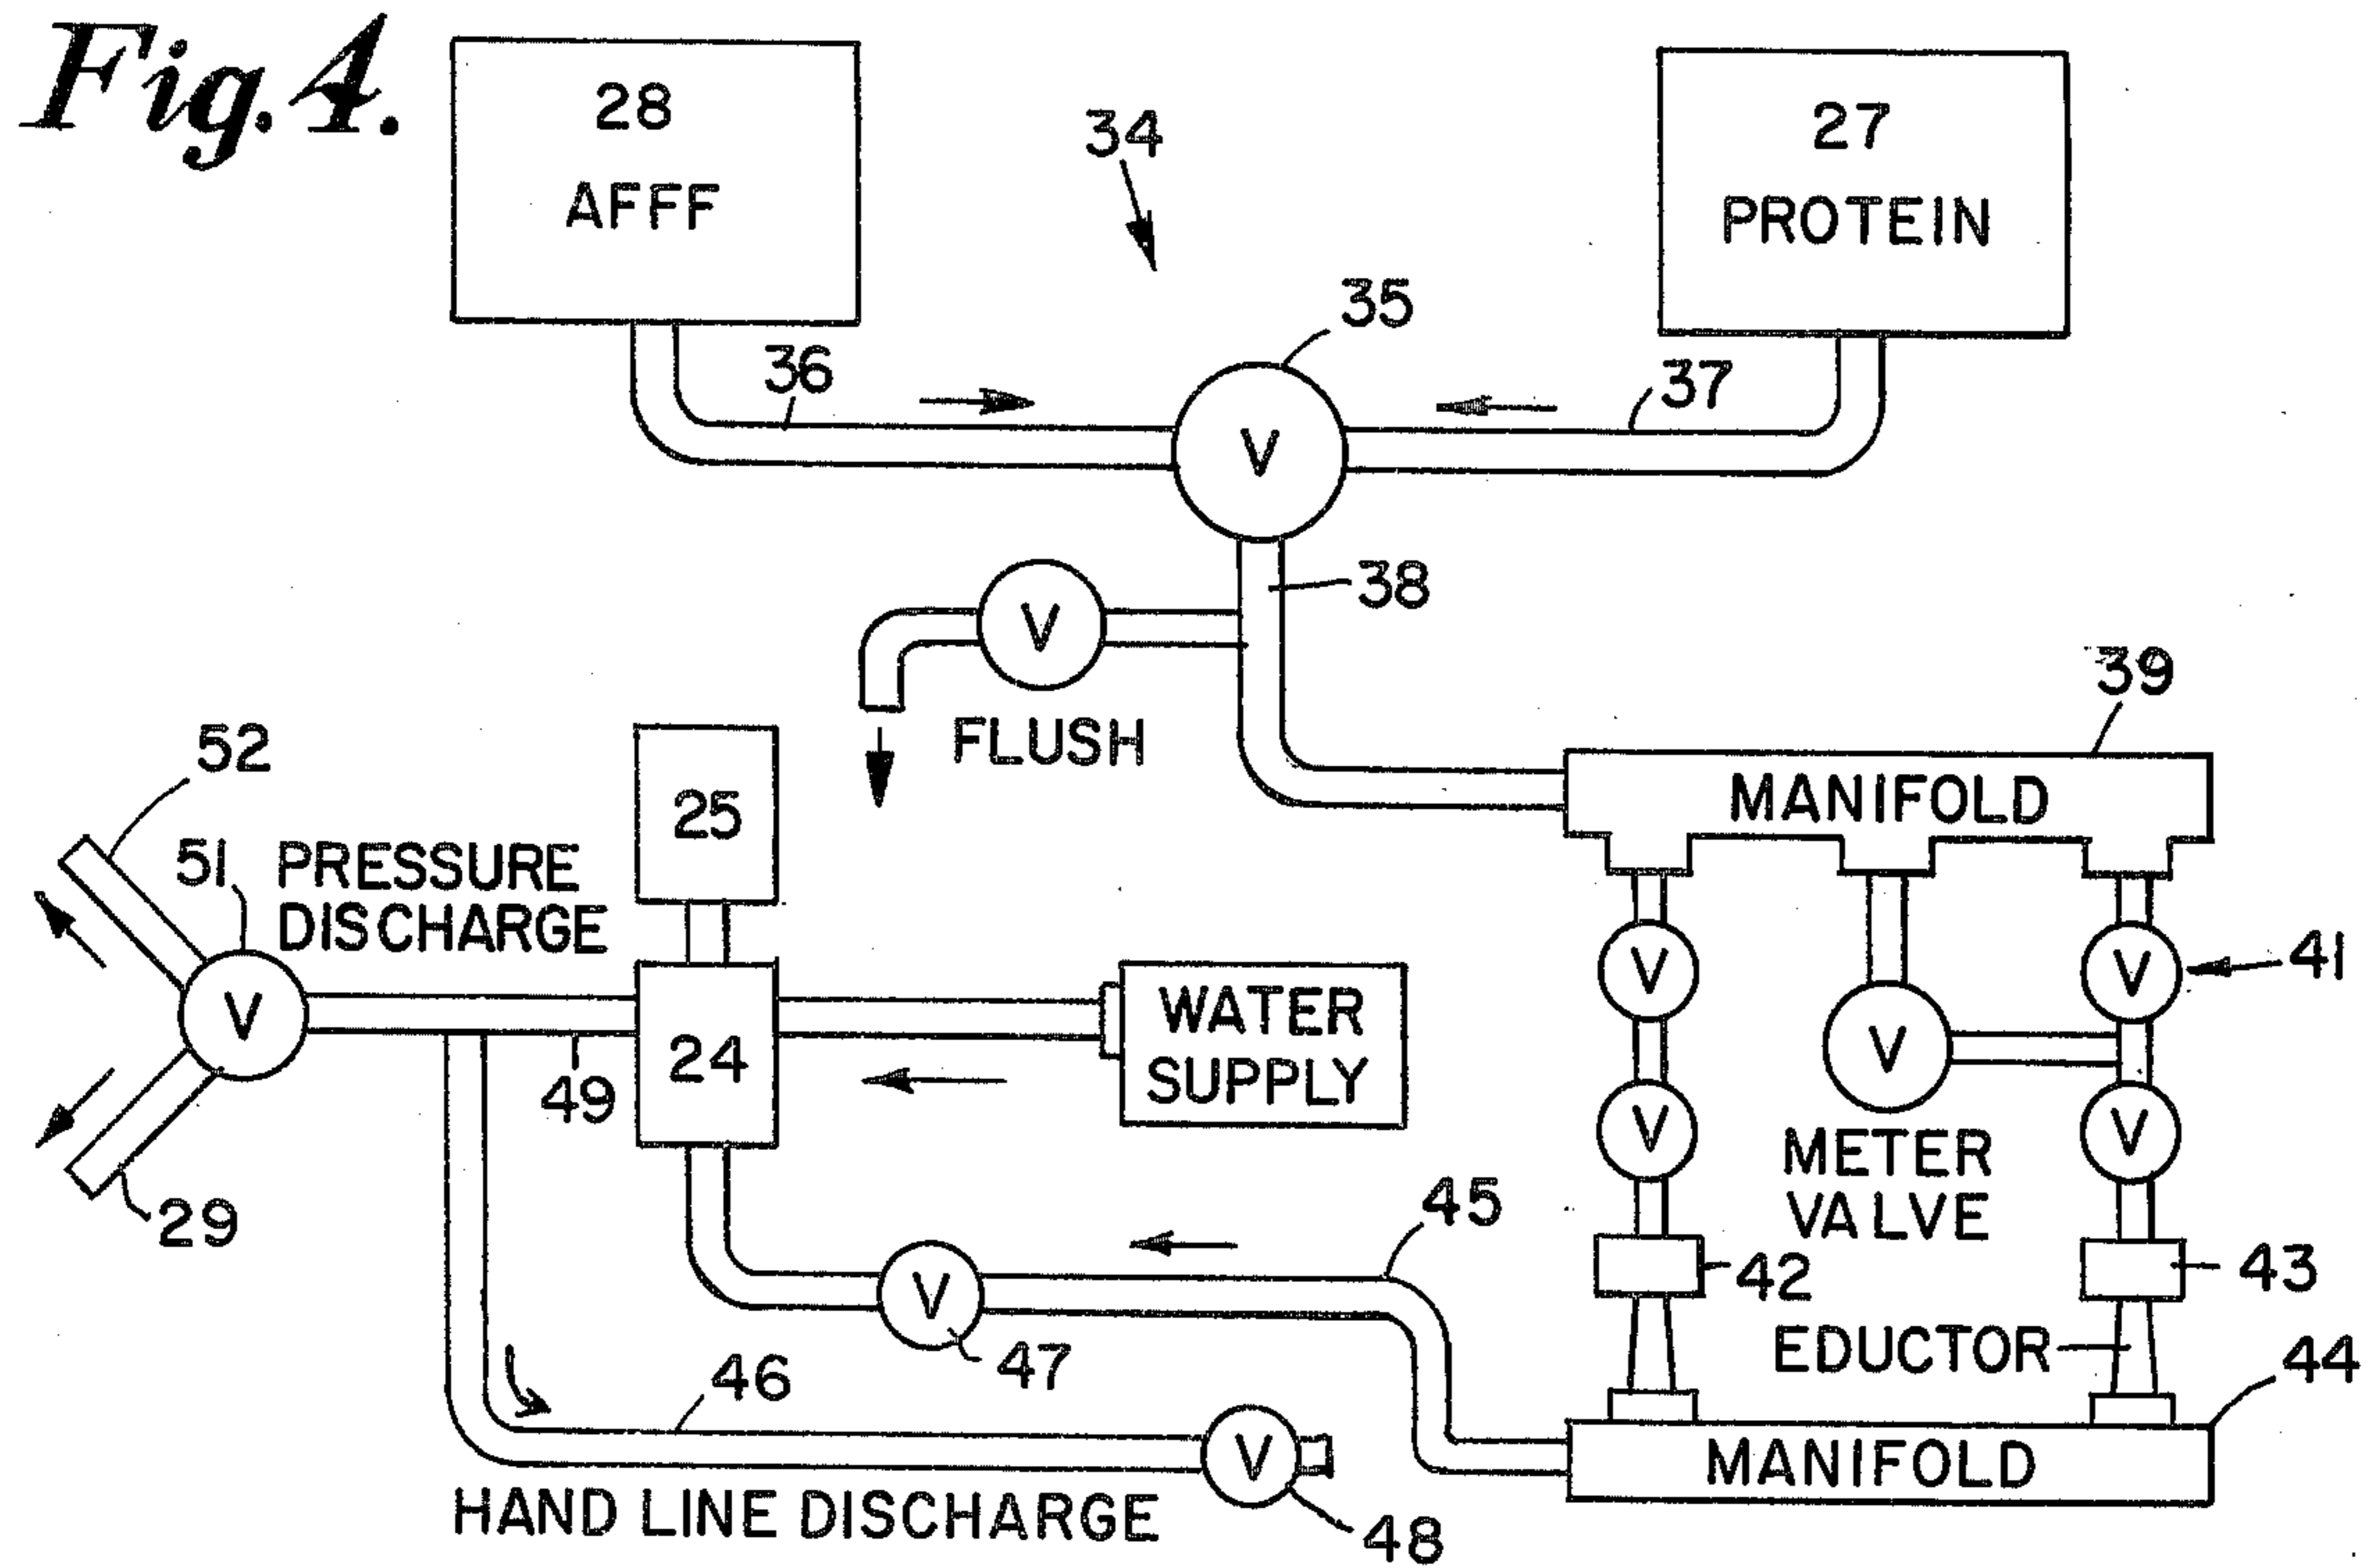 Fig. 4.
28
AFFF
27
PROTEIN
34
35
36
37
V
38
V
FLUSH
39
MANIFOLD
52
25
51
PRESSURE
DISCHARGE
V
49
24
WATER
SUPPLY
V
V
41
V
V
V
METER
VALVE
29
45
42
43
V
47
EDUCTOR
44
46
V
MANIFOLD
HAND LINE DISCHARGE
48